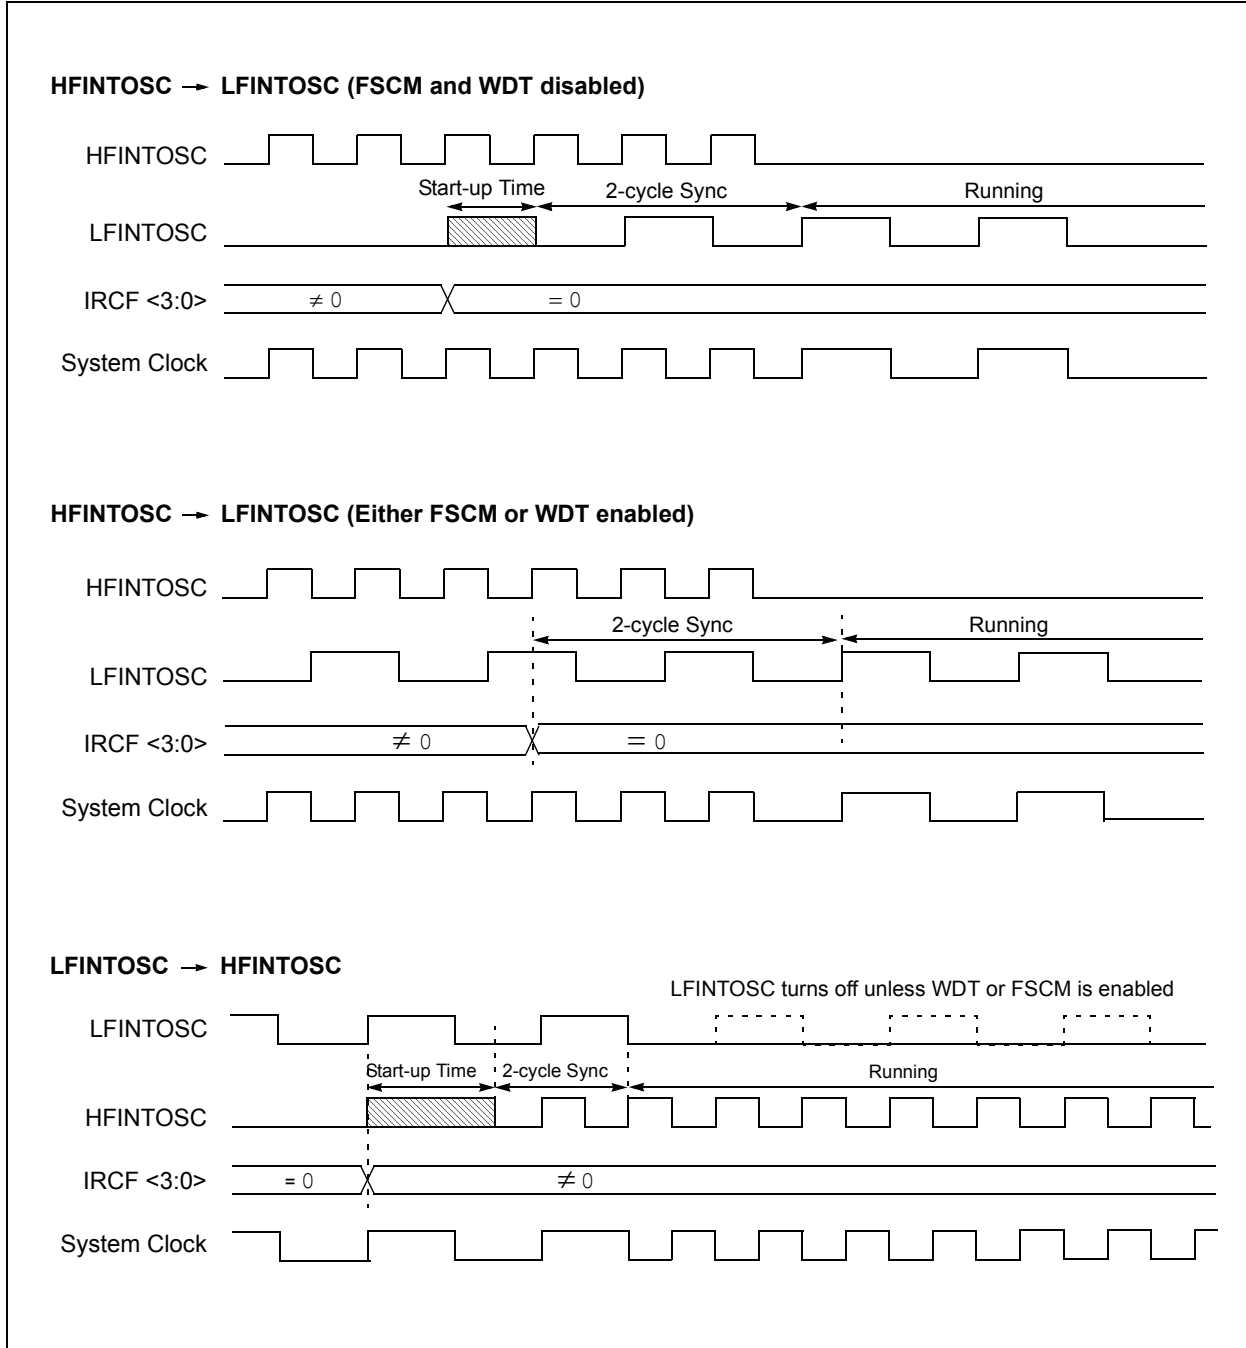 HFINTOSC → LFINTOSC (FSCM and WDT disabled)
HFINTOSC
Start-up Time 2-cycle Sync Running
LFINTOSC
IRCF <3:0> ≠ 0 = 0
System Clock
HFINTOSC → LFINTOSC (Either FSCM or WDT enabled)
HFINTOSC
2-cycle Sync Running
LFINTOSC
IRCF <3:0> ≠ 0 = 0
System Clock
LFINTOSC → HFINTOSC
LFINTOSC turns off unless WDT or FSCM is enabled
LFINTOSC
Start-up Time 2-cycle Sync Running
HFINTOSC
IRCF <3:0> = 0 ≠ 0
System Clock